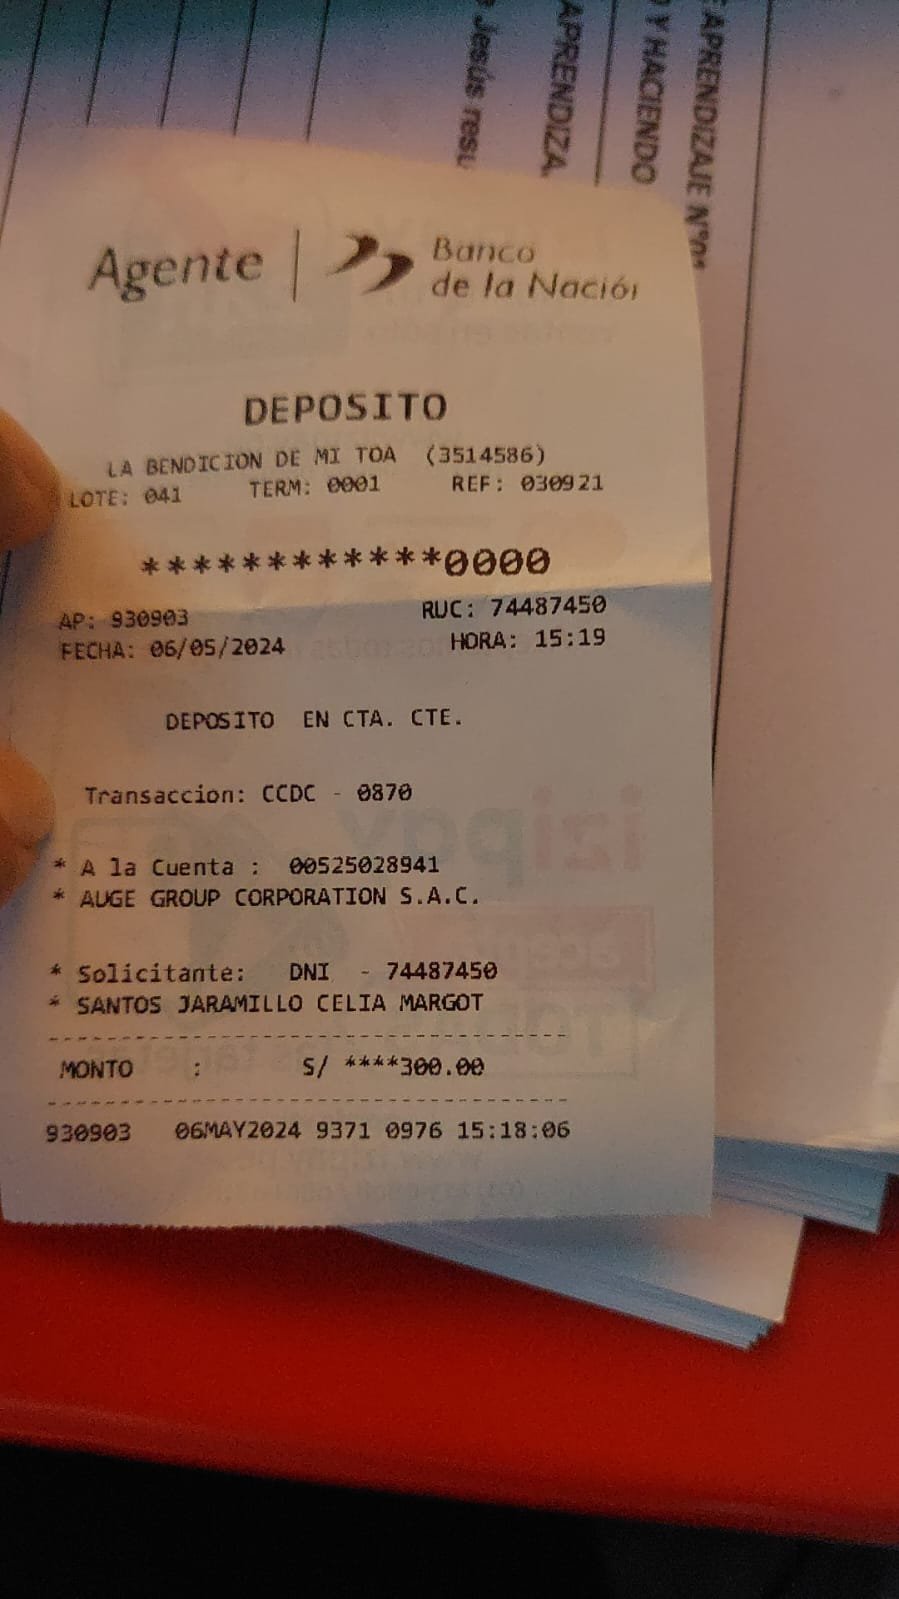 E APRENDIZAJE N°01
Y HACIENDO
APRENDIZA
Jesús resu
Agente | Banco
de la Nación
DEPOSITO
LA BENDICION DE MI TOA (3514586)
LOTE: 041 TERM: 0001 REF: 030921
************0000
AP: 930903 RUC: 74487450
FECHA: 06/05/2024 HORA: 15:19
DEPOSITO EN CTA. CTE.
Transaccion: CCDC - 0870
* A la Cuenta : 00525028941
* AUGE GROUP CORPORATION S.A.C.
* Solicitante: DNI - 74487450
* SANTOS JARAMILLO CELIA MARGOT
MONTO : S/ ****300.00
930903 06MAY2024 9371 0976 15:18:06
izipay